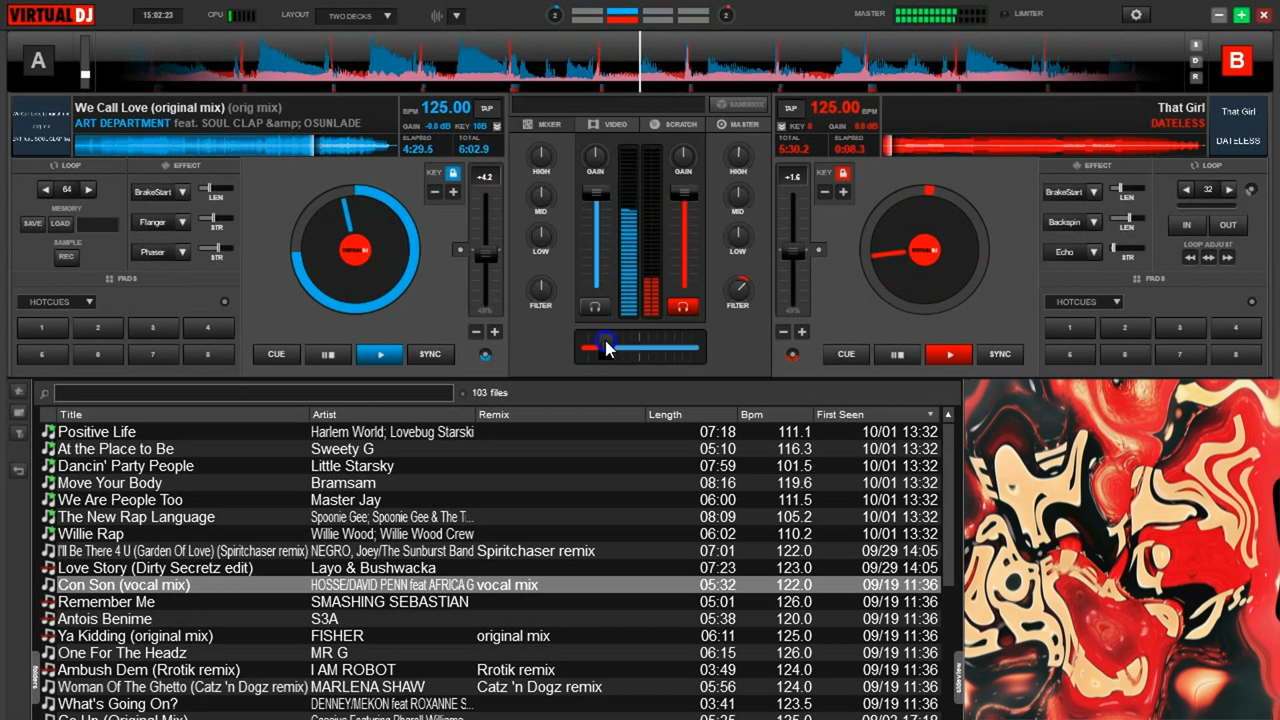 VIRTUALDJ
15:02:23
CPU
LAYOUT
TWO DECKS
2
2
MASTER
LIMITER
A
S
D
R
B
We Call Love (original mix) (orig mix)
ART DEPARTMENT feat. SOUL CLAP &amp; OSUNLADE
BPM 125.00 TAP
GAIN -0.0 dB KEY 10B
ELAPSED TOTAL
4:29.5 6:02.9
SANDBOX
MIXER VIDEO SCRATCH MASTER
TAP 125.00 BPM
KEY GAIN 0.0 dB
TOTAL ELAPSED
5:30.2 0:08.3
That Girl
DATELESS
That Girl
DATELESS
LOOP
EFFECT
64
MEMORY
SAVE LOAD
SAMPLE
REC
BrakeStart LEN
Flanger STR
Phaser STR
PADS
HOTCUES
1 2 3 4
5 6 7 8
KEY
+4.2
CUE
SYNC
HIGH
MID
LOW
FILTER
GAIN
GAIN
HIGH
MID
LOW
FILTER
+1.6
KEY
VIRTUALDJ
VIRTUALDJ
CUE
SYNC
EFFECT
LOOP
BrakeStart LEN
Backspin STR
Echo STR
32
IN OUT
LOOP ADJUST
PADS
HOTCUES
1 2 3 4
5 6 7 8
103 files
Title Artist Remix Length Bpm First Seen
Positive Life Harlem World; Lovebug Starski 07:18 111.1 10/01 13:32
At the Place to Be Sweety G 05:10 116.3 10/01 13:32
Dancin' Party People Little Starsky 07:59 101.5 10/01 13:32
Move Your Body Bramsam 08:16 119.6 10/01 13:32
We Are People Too Master Jay 06:00 111.5 10/01 13:32
The New Rap Language Spoonie Gee; Spoonie Gee & The T... 08:09 105.2 10/01 13:32
Willie Rap Willie Wood; Willie Wood Crew 06:02 110.2 10/01 13:32
I'll Be There 4 U (Garden Of Love) (Spiritchaser remix) NEGRO, Joey/The Sunburst Band Spiritchaser remix 07:01 122.0 09/29 14:05
Love Story (Dirty Secretz edit) Layo & Bushwacka 07:23 123.0 09/29 14:05
Con Son (vocal mix) HOSSE/DAVID PENN feat AFRICA G vocal mix 05:32 122.0 09/19 11:36
Remember Me SMASHING SEBASTIAN 05:01 126.0 09/19 11:36
Antois Benime S3A 05:38 120.0 09/19 11:36
Ya Kidding (original mix) FISHER original mix 06:11 125.0 09/19 11:36
One For The Headz MR G 06:15 126.0 09/19 11:36
Ambush Dem (Rrotik remix) I AM ROBOT Rrotik remix 03:49 124.0 09/19 11:36
Woman Of The Ghetto (Catz 'n Dogz remix) MARLENA SHAW Catz 'n Dogz remix 05:56 124.0 09/19 11:36
What's Going On? DENNEY/MEKON feat ROXANNE S... 03:41 123.5 09/19 11:36
folders
sideview